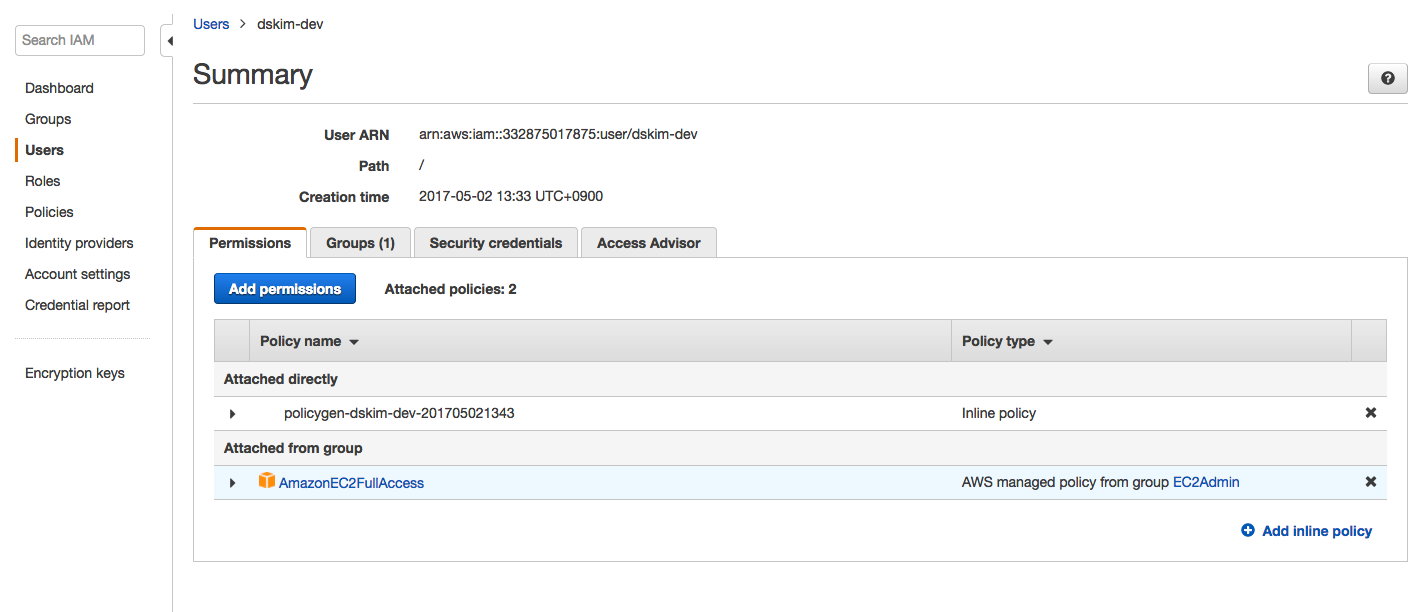 Search IAM
Dashboard
Groups
Users
Roles
Policies
Identity providers
Account settings
Credential report
Encryption keys
Users > dskim-dev
Summary
?
User ARN arn:aws:iam::332875017875:user/dskim-dev
Path /
Creation time 2017-05-02 13:33 UTC+0900
Permissions Groups (1) Security credentials Access Advisor
Add permissions Attached policies: 2
Policy name Policy type
Attached directly
policygen-dskim-dev-201705021343 Inline policy
Attached from group
AmazonEC2FullAccess AWS managed policy from group EC2Admin
Add inline policy